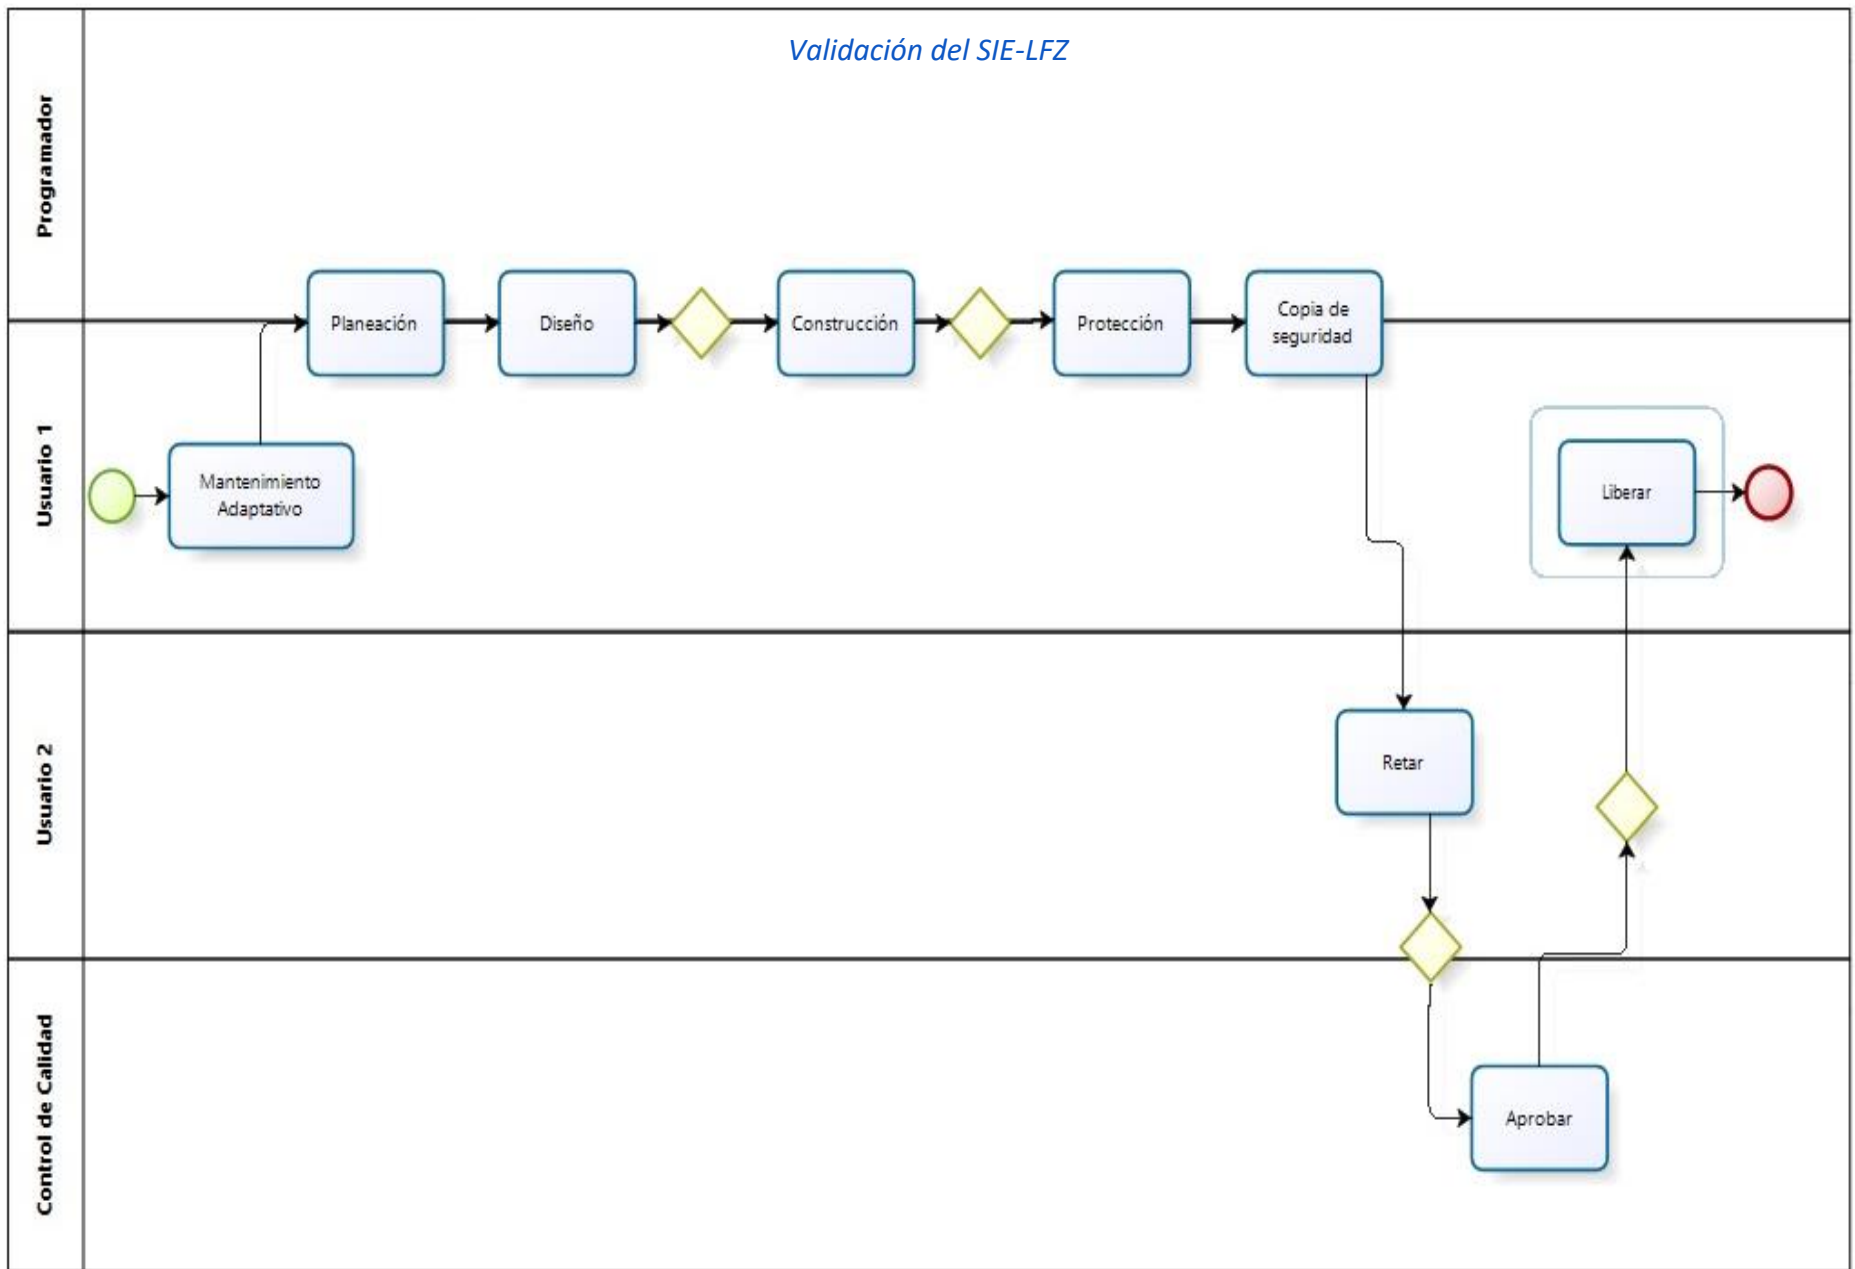 Validación del SIE-LFZ
Programador
Planeación
Diseño
Construcción
Protección
Copia de
seguridad
Usuario 1
Mantenimiento
Adaptativo
Liberar
Usuario 2
Retar
Control de Calidad
Aprobar